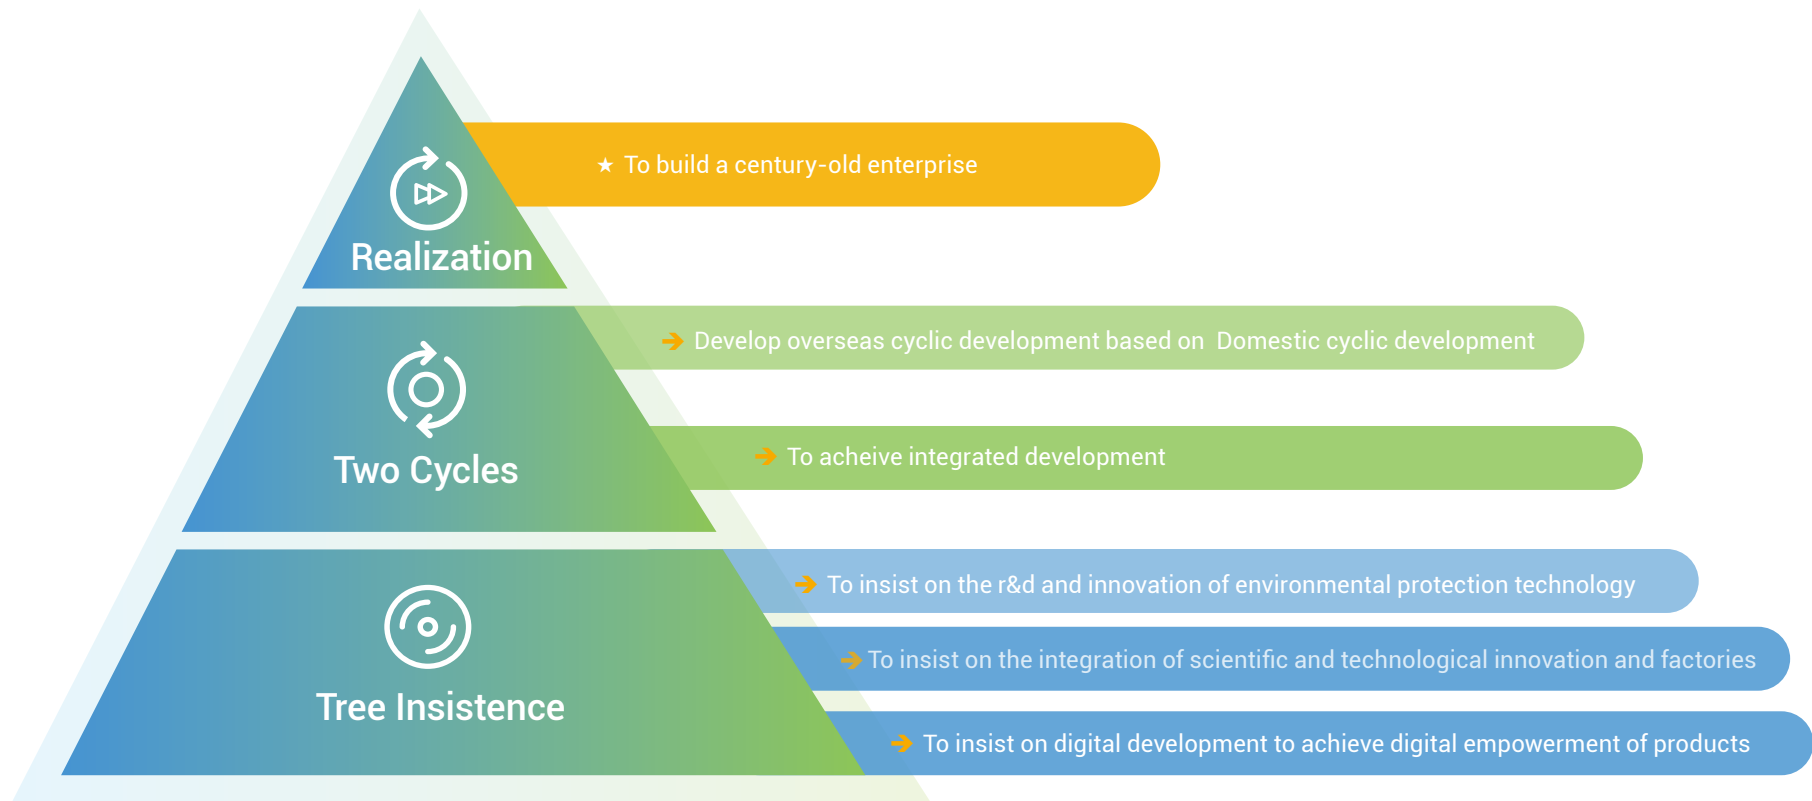 ★ To build a century-old enterprise
Realization
➔ Develop overseas cyclic development based on  Domestic cyclic development
Two Cycles
➔ To acheive integrated development
➔ To insist on the r&d and innovation of environmental protection technology
➔ To insist on the integration of scientific and technological innovation and factories
Tree Insistence
➔ To insist on digital development to achieve digital empowerment of products